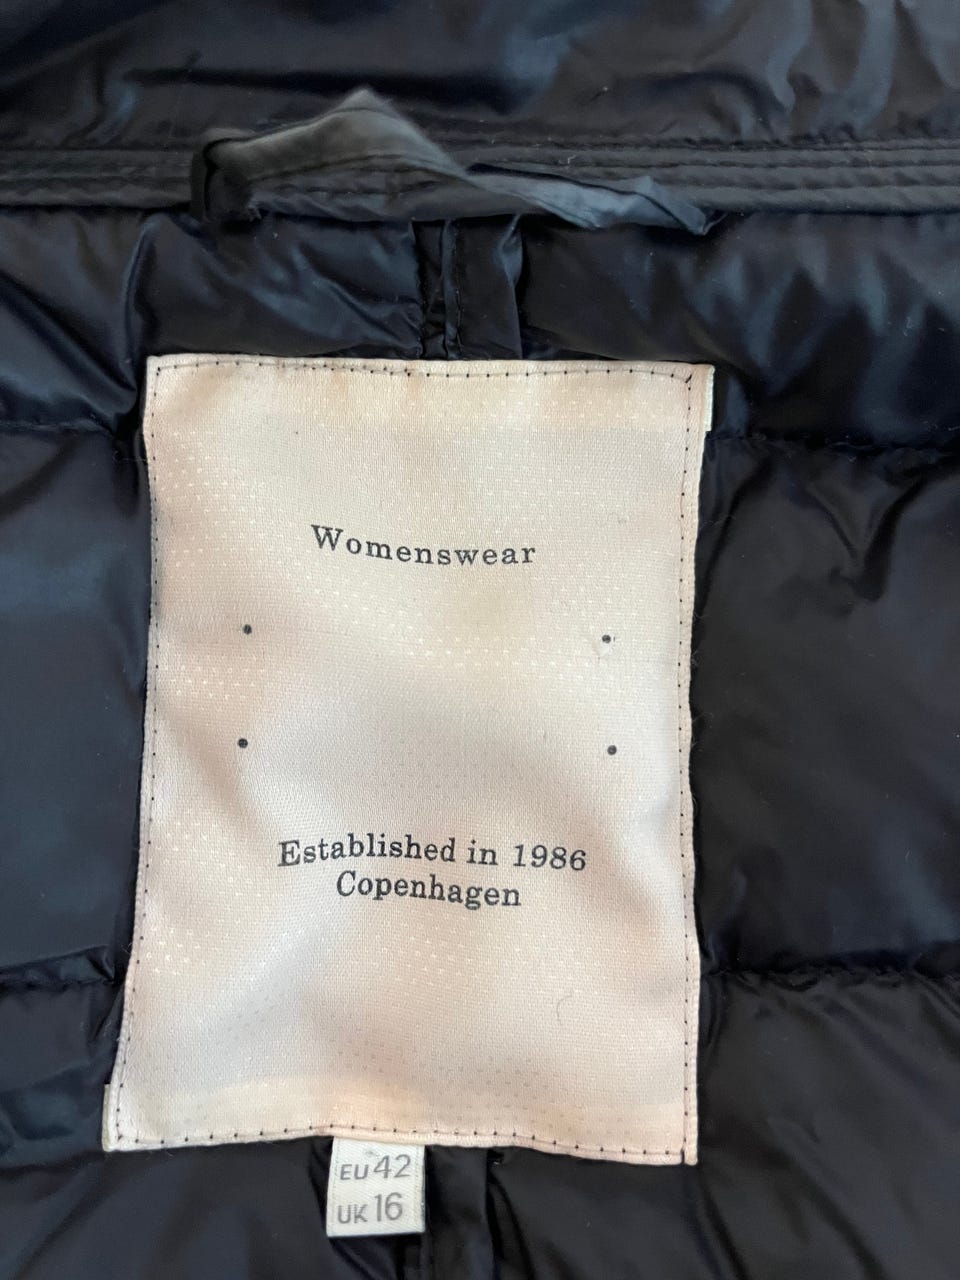 Womenswear
Established in 1986
Copenhagen
EU 42
UK 16